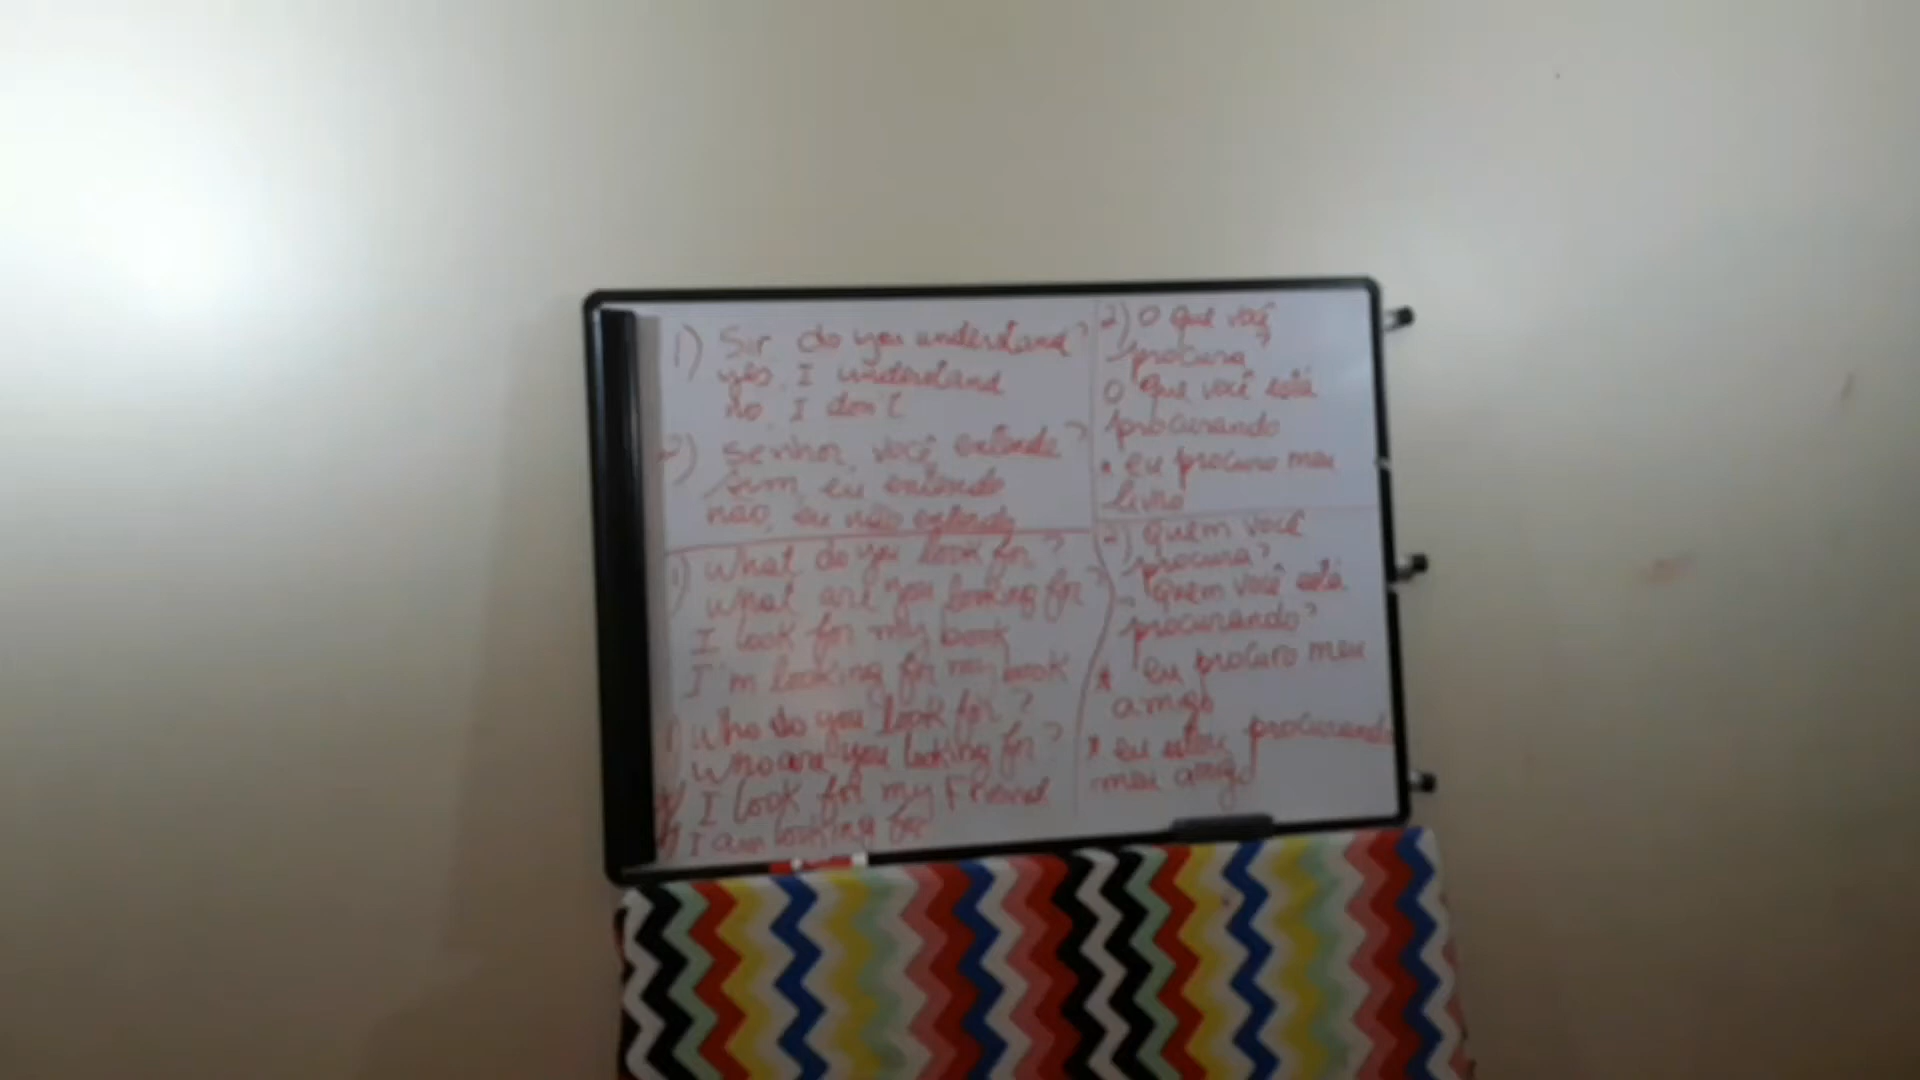 1) Sir do you understand?
yes, I understand
no, I don't
2) Senhor, você entende?
Sim, eu entendo
não, eu não entendo
1) What do you look for?
What are you looking for?
I look for my book
I'm looking for my book
1) Who do you look for?
Who are you looking for?
I look for my Friend
I am looking for
2) O que você
procura?
O que você está
procurando
* eu procuro meu
livro
2) Quem você
procura?
Quem você está
procurando?
* eu procuro meu
amigo
* eu estou procurando
meu amigo